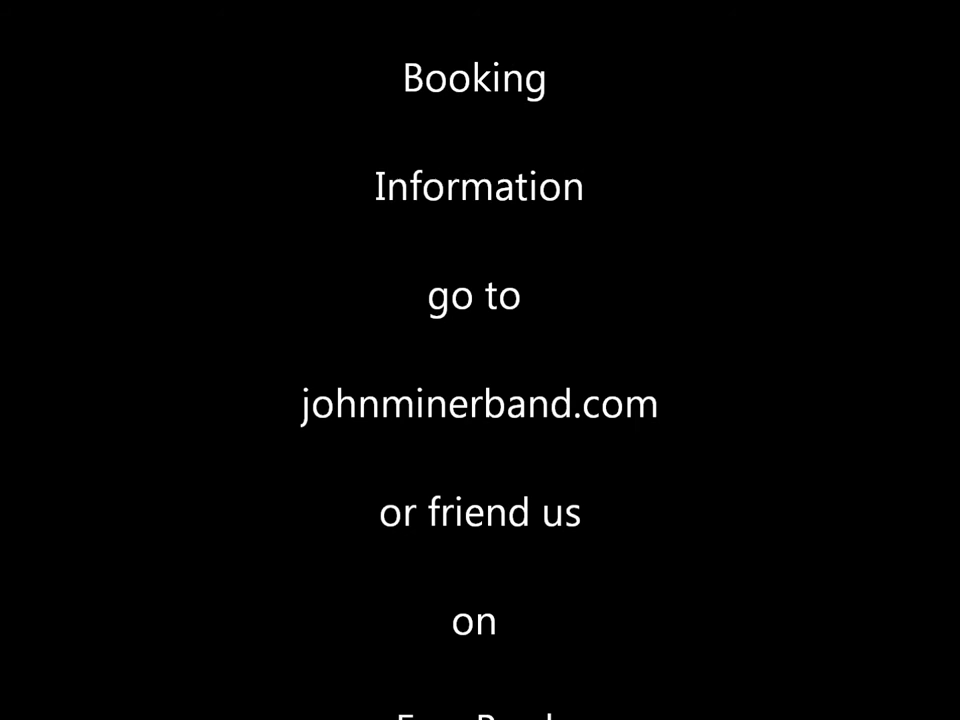 Booking
Information
go to
johnminerband.com
or friend us
on